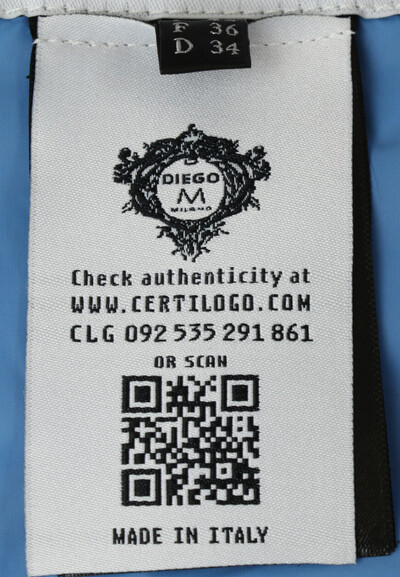 F 36
D 34
DIEGO
M
MILANO
Check authenticity at
WWW.CERTILOGO.COM
CLG 092 535 291 861
OR SCAN
MADE IN ITALY